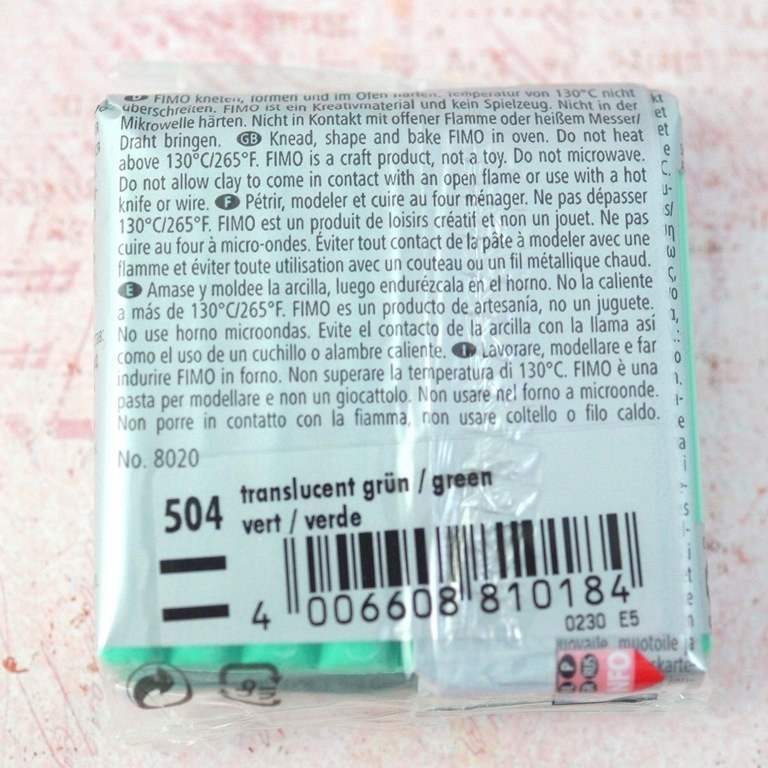 D FIMO kneten, formen und im Ofen härten. Temperatur von 130°C nicht
überschreiten. FIMO ist ein Kreativmaterial und kein Spielzeug. Nicht in der
Mikrowelle härten. Nicht in Kontakt mit offener Flamme oder heißem Messer/
Draht bringen. GB Knead, shape and bake FIMO in oven. Do not heat
above 130°C/265°F. FIMO is a craft product, not a toy. Do not microwave.
Do not allow clay to come in contact with an open flame or use with a hot
knife or wire. F Pétrir, modeler et cuire au four ménager. Ne pas dépasser
130°C/265°F. FIMO est un produit de loisirs créatif et non un jouet. Ne pas
cuire au four à micro-ondes. Éviter tout contact de la pâte à modeler avec une
flamme et éviter toute utilisation avec un couteau ou un fil métallique chaud.
E Amase y moldee la arcilla, luego endurézcala en el horno. No la caliente
a más de 130°C/265°F. FIMO es un producto de artesanía, no un juguete.
No use horno microondas. Evite el contacto de la arcilla con la llama así
como el uso de un cuchillo o alambre caliente. I Lavorare, modellare e far
indurire FIMO in forno. Non superare la temperatura di 130°C. FIMO è una
pasta per modellare e non un giocattolo. Non usare nel forno a microonde.
Non porre in contatto con la fiamma, non usare coltello o filo caldo.
No. 8020
504 translucent grün / green
vert / verde
4 006608 810184
0230 E5
muotoile ja
INFO